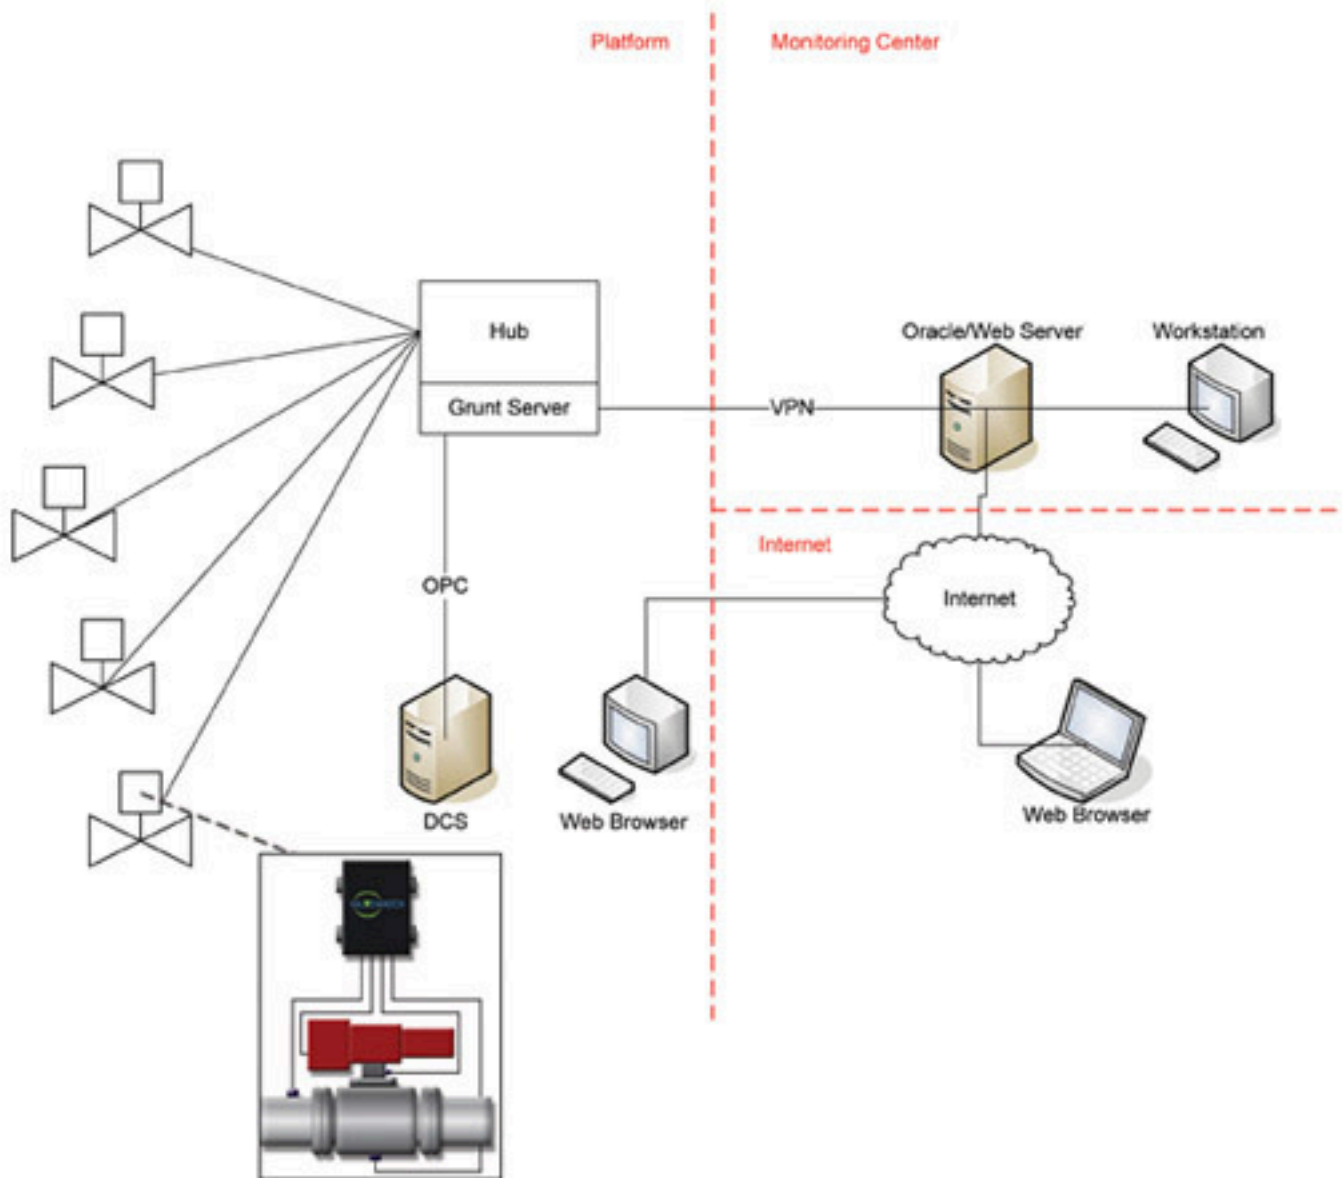 Platform
Monitoring Center
Hub
Grunt Server
VPN
Oracle/Web Server
Workstation
Internet
Internet
OPC
DCS
Web Browser
Web Browser